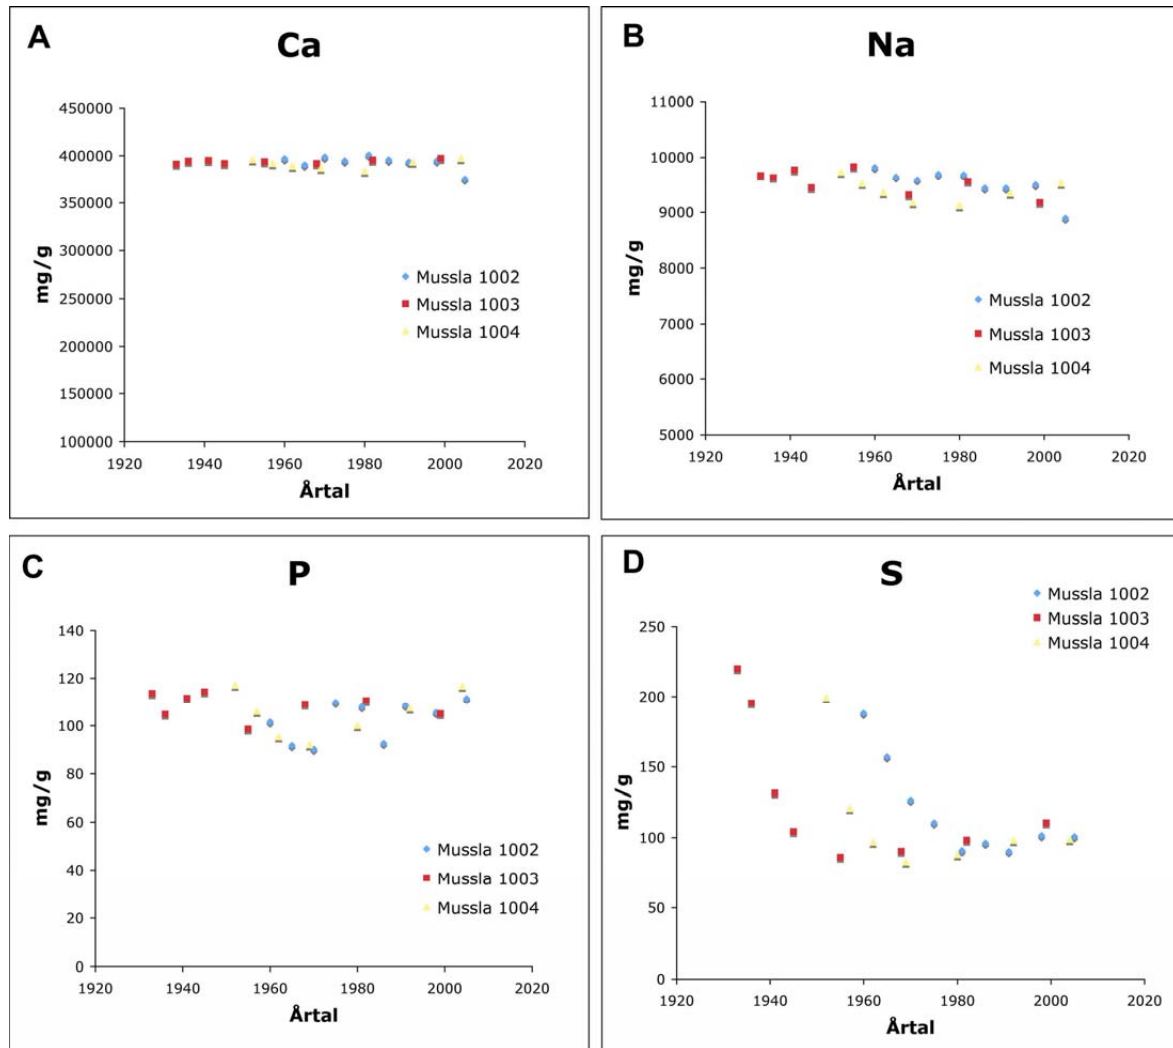 A
Ca
450000
400000
350000
300000
250000
200000
150000
100000
mg/g
Mussla 1002
Mussla 1003
Mussla 1004
1920 1940 1960 1980 2000 2020
Årtal
B
Na
11000
10000
9000
8000
7000
6000
5000
mg/g
Mussla 1002
Mussla 1003
Mussla 1004
1920 1940 1960 1980 2000 2020
Årtal
C
P
140
120
100
80
60
40
20
0
mg/g
Mussla 1002
Mussla 1003
Mussla 1004
1920 1940 1960 1980 2000 2020
Årtal
D
S
Mussla 1002
Mussla 1003
Mussla 1004
250
200
150
100
50
0
mg/g
1920 1940 1960 1980 2000 2020
Årtal